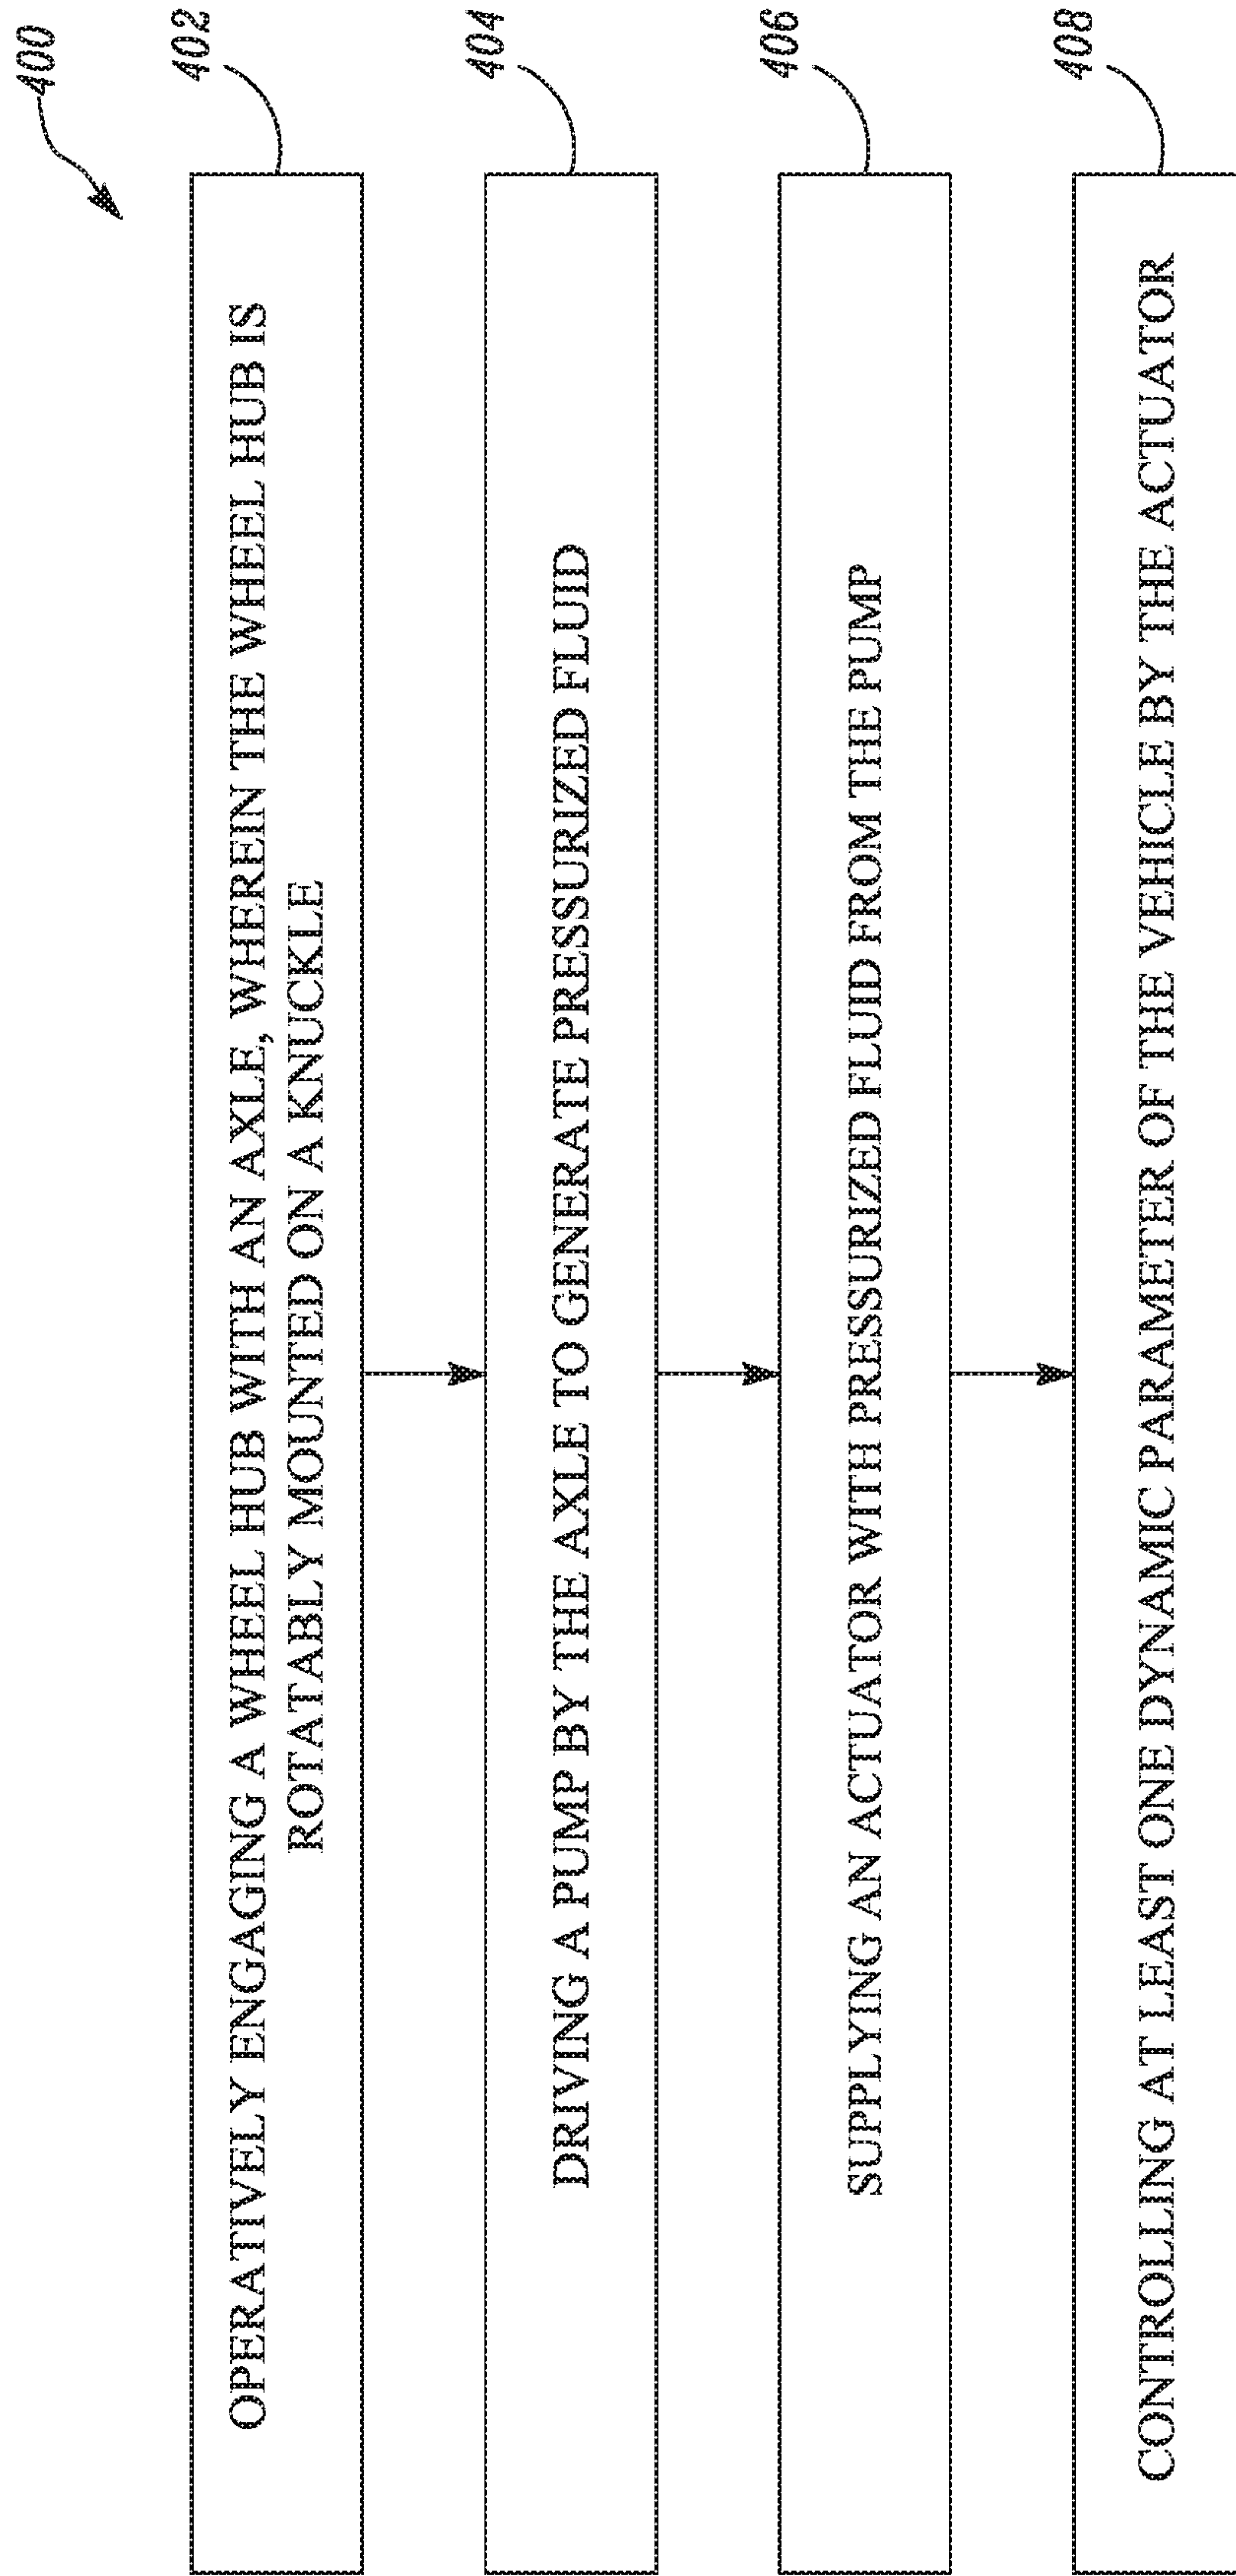 400
402
OPERATIVELY ENGAGING A WHEEL HUB WITH AN AXLE, WHEREIN THE WHEEL HUB IS
ROTATABLY MOUNTED ON A KNUCKLE
404
DRIVING A PUMP BY THE AXLE TO GENERATE PRESSURIZED FLUID
406
SUPPLYING AN ACTUATOR WITH PRESSURIZED FLUID FROM THE PUMP
408
CONTROLLING AT LEAST ONE DYNAMIC PARAMETER OF THE VEHICLE BY THE ACTUATOR